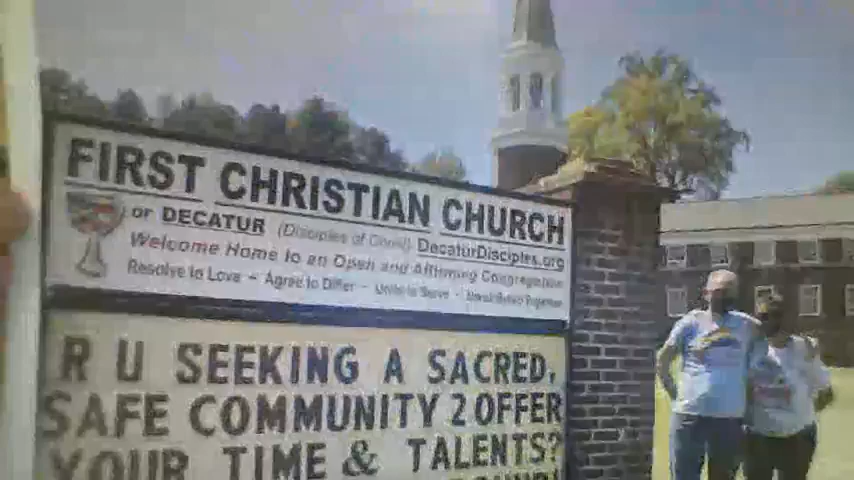 FIRST CHRISTIAN CHURCH
OF DECATUR (Disciples of Christ) DecaturDisciples.org
Welcome Home to an Open and Affirming Congregation
Resolve to Love - Agree to Differ - Unite to Serve -
R U SEEKING A SACRED,
SAFE COMMUNITY 2 OFFER
YOUR TIME & TALENTS?